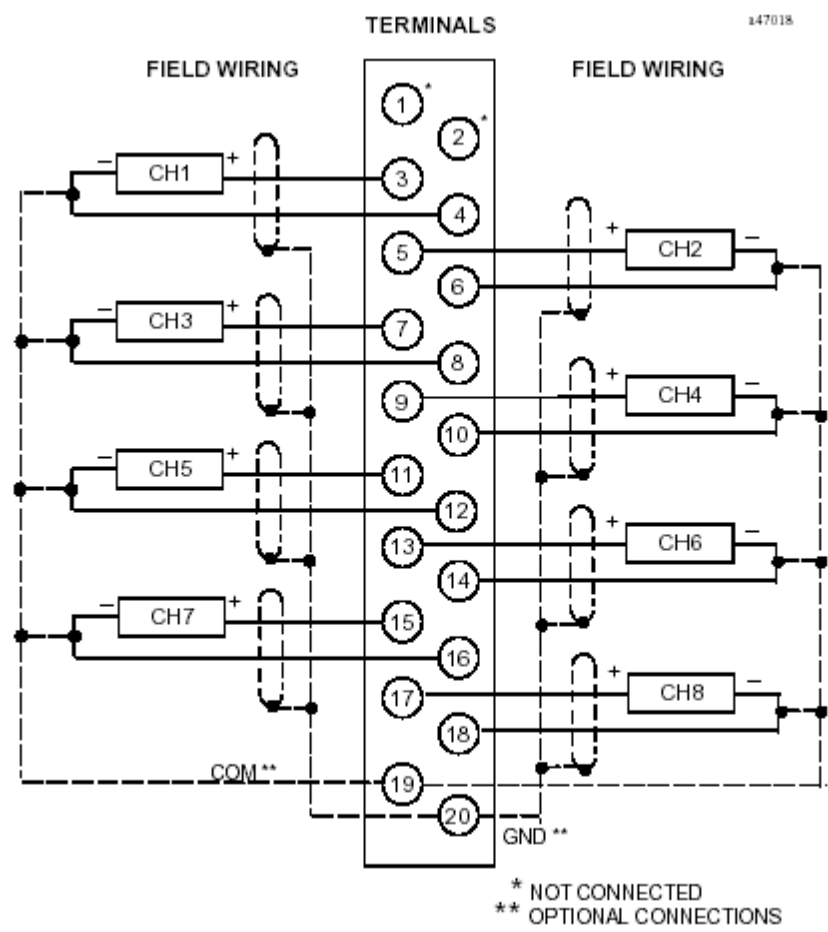 a47018
TERMINALS
FIELD WIRING
FIELD WIRING
1 *
2 *
– CH1 +
3
4
5
+ CH2 –
6
– CH3 +
7
8
9
+ CH4 –
10
– CH5 +
11
12
13
+ CH6 –
14
– CH7 +
15
16
17
+ CH8 –
18
COM **
19
20
GND **
* NOT CONNECTED
** OPTIONAL CONNECTIONS